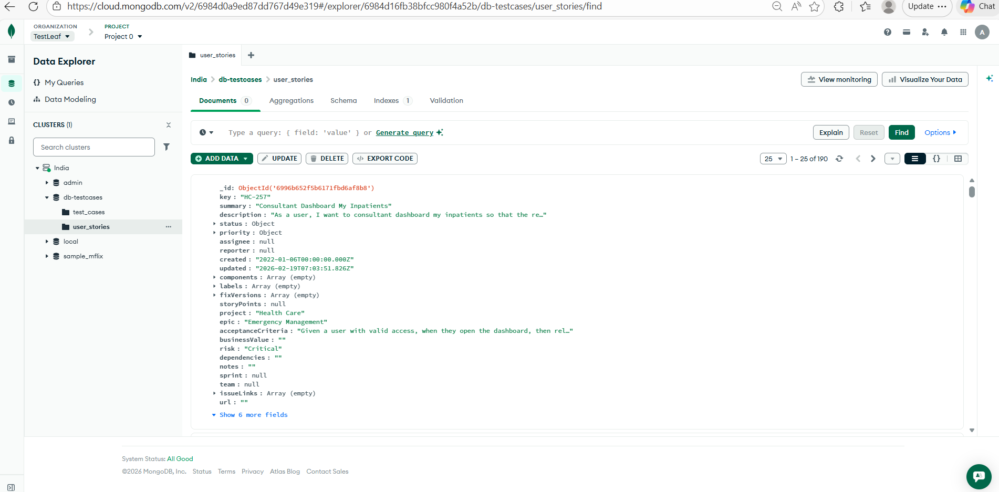 https://cloud.mongodb.com/v2/6984d0a9ed87dd767d49e319#/explorer/6984d16fb38bfcc980f4a52b/db-testcases/user_stories/find
Update
Chat
ORGANIZATION
TestLeaf
PROJECT
Project 0
A
Data Explorer
My Queries
Data Modeling
CLUSTERS (1)
Search clusters
India
admin
db-testcases
test_cases
user_stories
local
sample_mflix
user_stories
India > db-testcases > user_stories
View monitoring
Visualize Your Data
Documents 0
Aggregations
Schema
Indexes 1
Validation
Type a query: { field: 'value' } or Generate query
Explain
Reset
Find
Options
ADD DATA
UPDATE
DELETE
EXPORT CODE
25
1 – 25 of 190
_id: ObjectId('6996b652f5b6171fbd6af8b8')
key : "HC-257"
summary : "Consultant Dashboard My Inpatients"
description : "As a user, I want to consultant dashboard my inpatients so that the re…"
status : Object
priority : Object
assignee : null
reporter : null
created : "2022-01-06T00:00:00.000Z"
updated : "2026-02-19T07:03:51.826Z"
components : Array (empty)
labels : Array (empty)
fixVersions : Array (empty)
storyPoints : null
project : "Health Care"
epic : "Emergency Management"
acceptanceCriteria : "Given a user with valid access, when they open the dashboard, then rel…"
businessValue : ""
risk : "Critical"
dependencies : ""
notes : ""
sprint : null
team : null
issueLinks : Array (empty)
url : ""
Show 6 more fields
System Status: All Good
©2026 MongoDB, Inc. Status Terms Privacy Atlas Blog Contact Sales